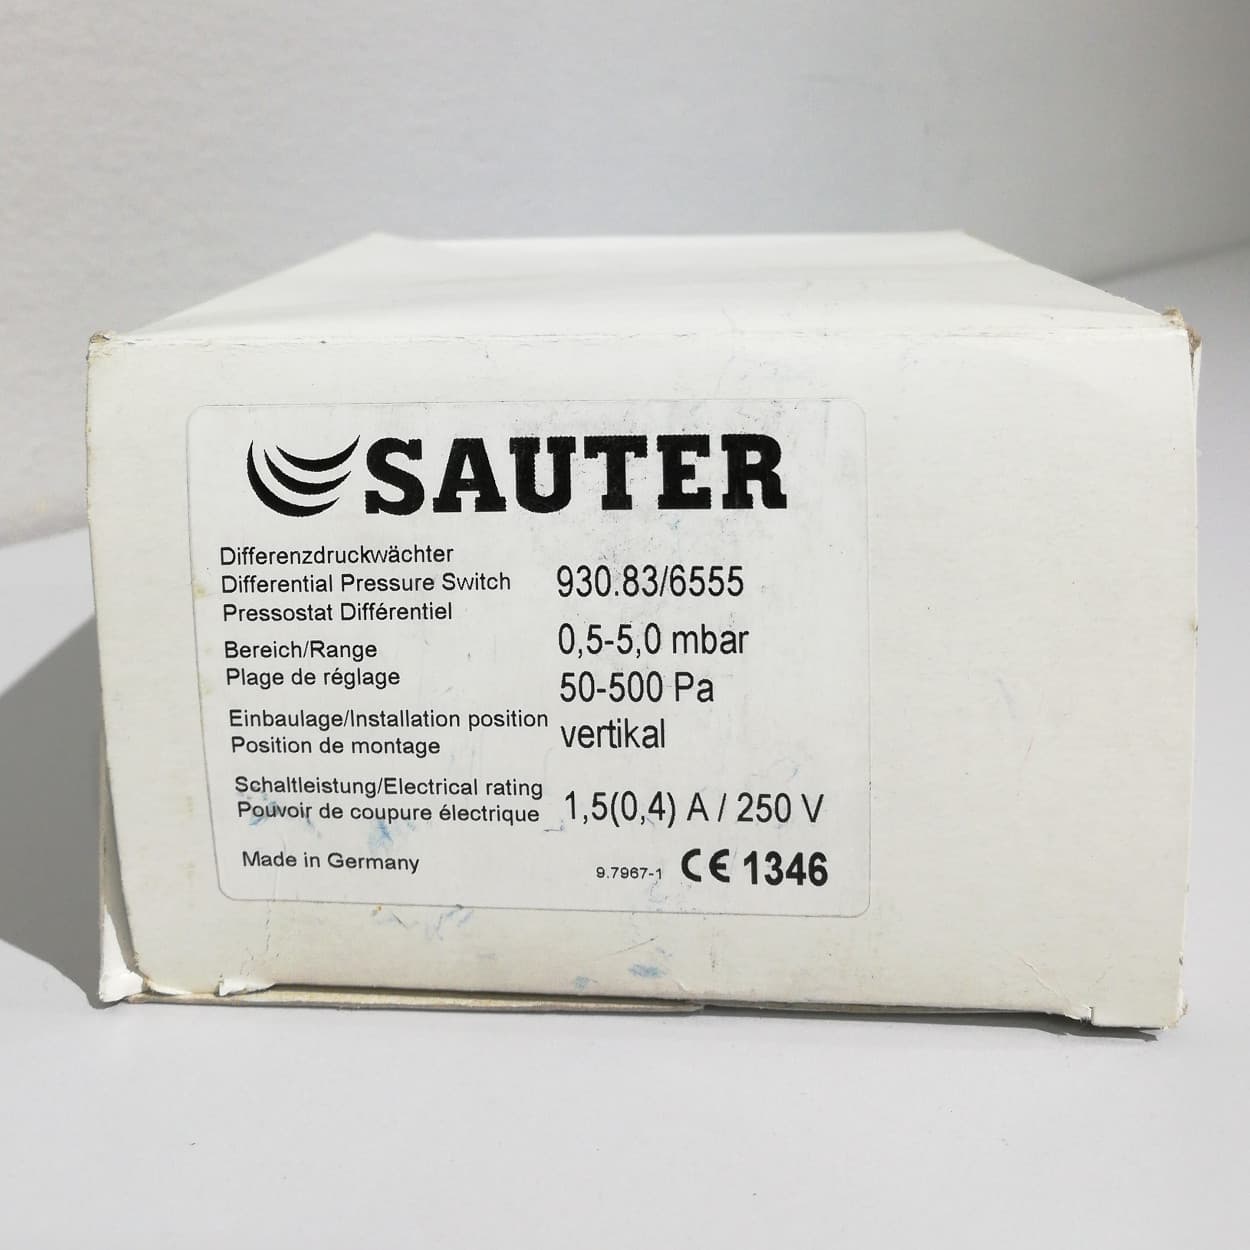 SAUTER
Differenzdruckwächter
Differential Pressure Switch 930.83/6555
Pressostat Différentiel
Bereich/Range 0,5-5,0 mbar
Plage de réglage 50-500 Pa
Einbaulage/Installation position vertikal
Position de montage
Schaltleistung/Electrical rating 1,5(0,4) A / 250 V
Pouvoir de coupure électrique
Made in Germany 9.7967-1 CE 1346